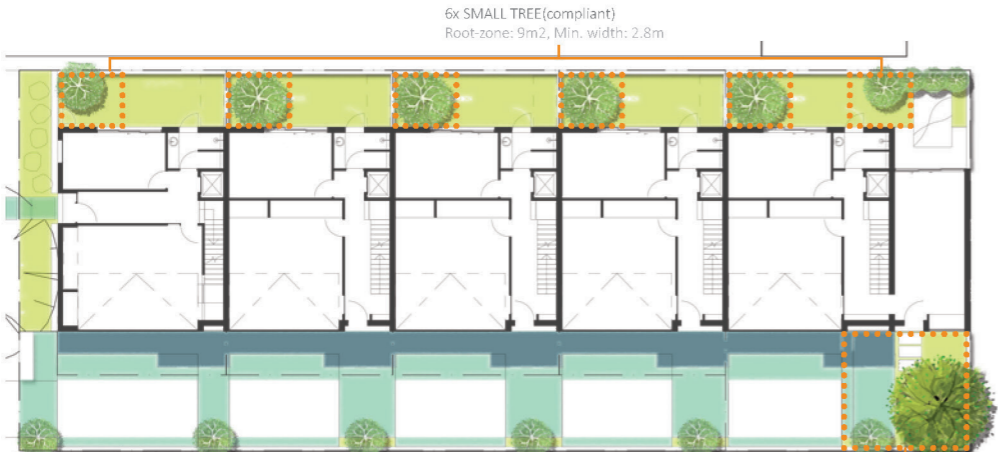 6x SMALL TREE(compliant)
Root-zone: 9m2, Min. width: 2.8m